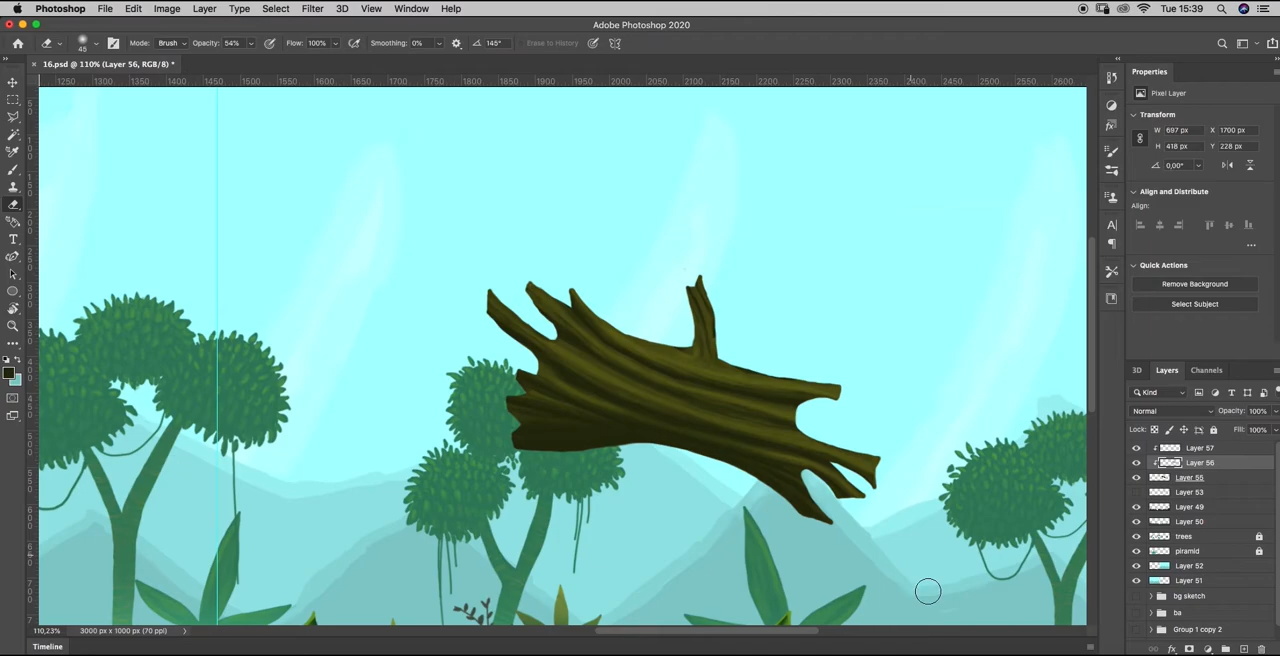 Photoshop File Edit Image Layer Type Select Filter 3D View Window Help Tue 15:39
Adobe Photoshop 2020
45 Mode: Brush Opacity: 54% Flow: 100% Smoothing: 0% 145° Erase to History
16.psd @ 110% (Layer 56, RGB/8) *
1250 1300 1350 1400 1450 1500 1550 1600 1650 1700 1750 1800 1850 1900 1950 2000 2050 2100 2150 2200 2250 2300 2350 2400 2450 2500 2550 2600
Properties
Pixel Layer
Transform
W 697 px X 1700 px
H 418 px Y 228 px
0,00°
Align and Distribute
Align:
Quick Actions
Remove Background
Select Subject
3D Layers Channels
Kind
Normal Opacity: 100%
Lock: Fill: 100%
Layer 57
Layer 56
Layer 55
Layer 53
Layer 49
Layer 50
trees
piramid
Layer 52
Layer 51
bg sketch
ba
Group 1 copy 2
110,23% 3000 px x 1000 px (70 ppi)
Timeline